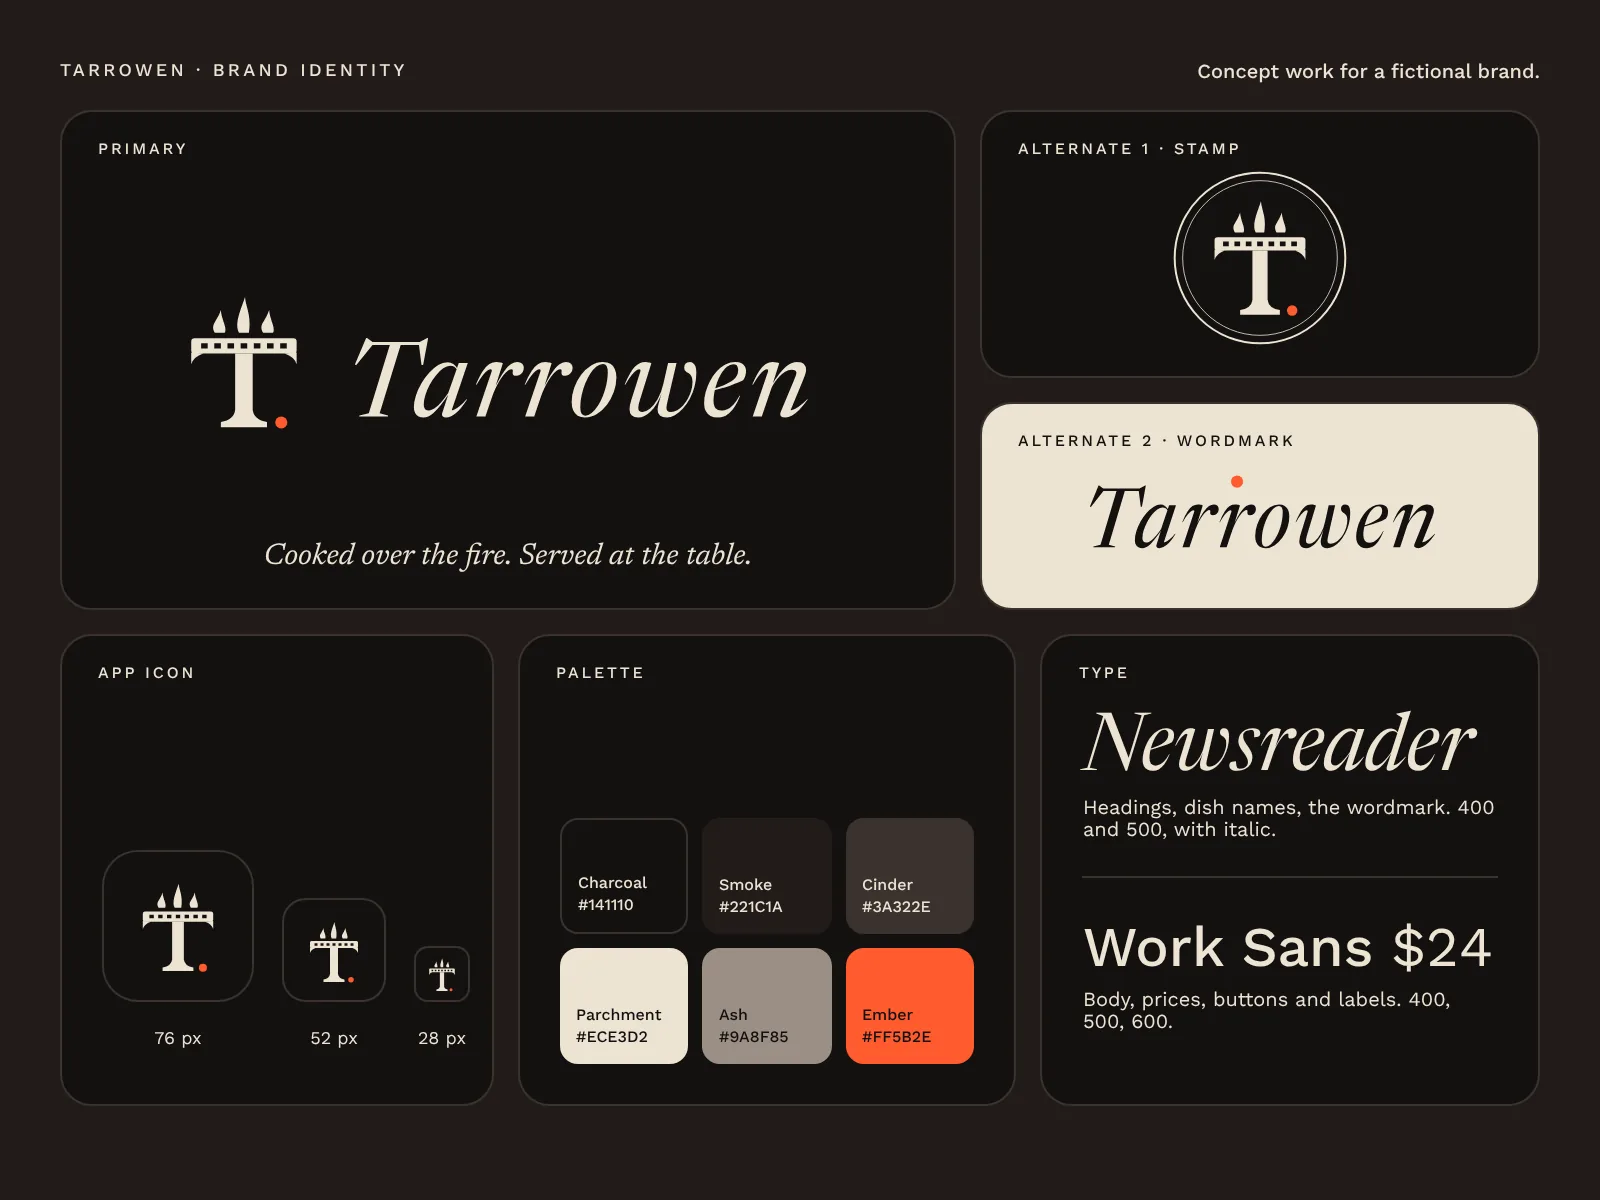 TARROWEN · BRAND IDENTITY
Concept work for a fictional brand.
PRIMARY
T.
Tarrowen
Cooked over the fire. Served at the table.
ALTERNATE 1 · STAMP
T.
ALTERNATE 2 · WORDMARK
Tarrowen
APP ICON
T.
T.
T.
76 px
52 px
28 px
PALETTE
Charcoal
#141110
Smoke
#221C1A
Cinder
#3A322E
Parchment
#ECE3D2
Ash
#9A8F85
Ember
#FF5B2E
TYPE
Newsreader
Headings, dish names, the wordmark. 400
and 500, with italic.
Work Sans $24
Body, prices, buttons and labels. 400,
500, 600.